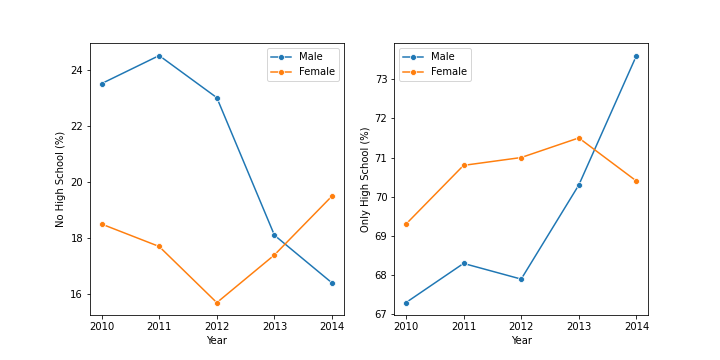 No High School (%)
24
22
20
18
16
Male
Female
2010 2011 2012 2013 2014
Year
Only High School (%)
73
72
71
70
69
68
67
Male
Female
2010 2011 2012 2013 2014
Year